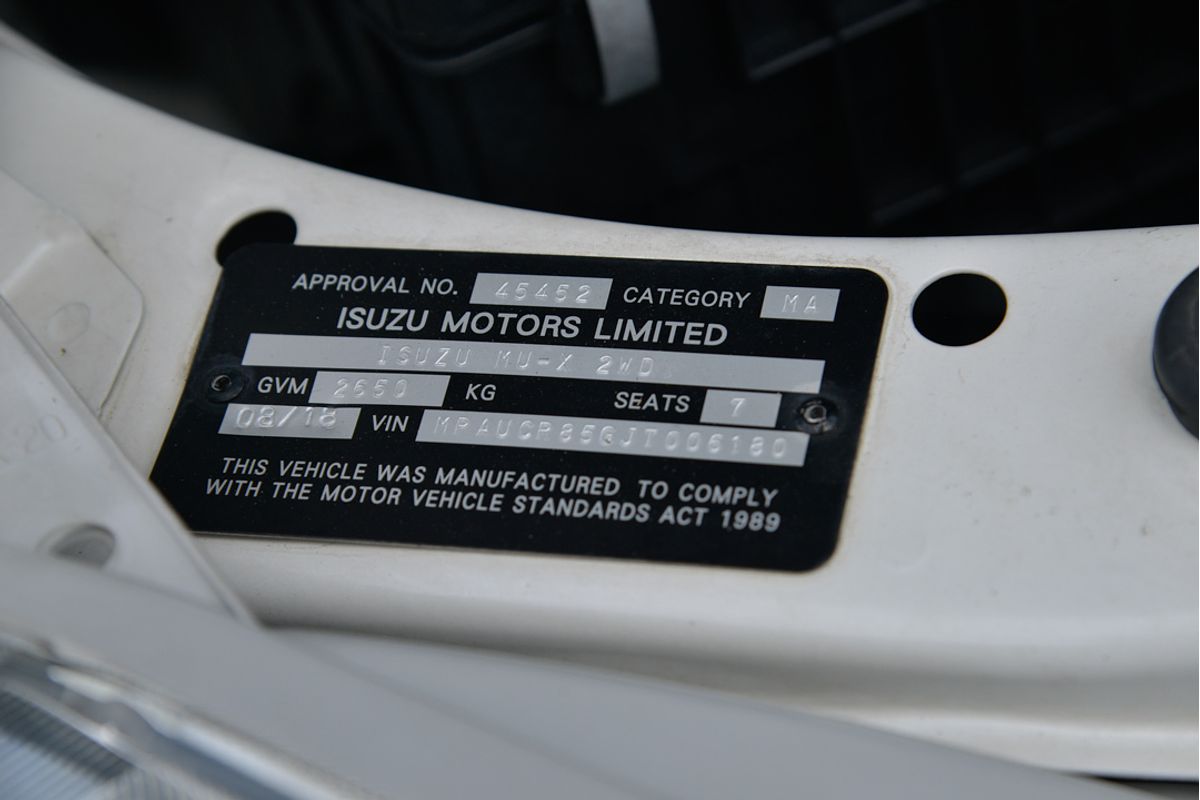 APPROVAL NO. 45452 CATEGORY MA
ISUZU MOTORS LIMITED
ISUZU MU-X 2WD
GVM 2650 KG SEATS 7
08/18 VIN MPAUCR85GJT006180
THIS VEHICLE WAS MANUFACTURED TO COMPLY
WITH THE MOTOR VEHICLE STANDARDS ACT 1989